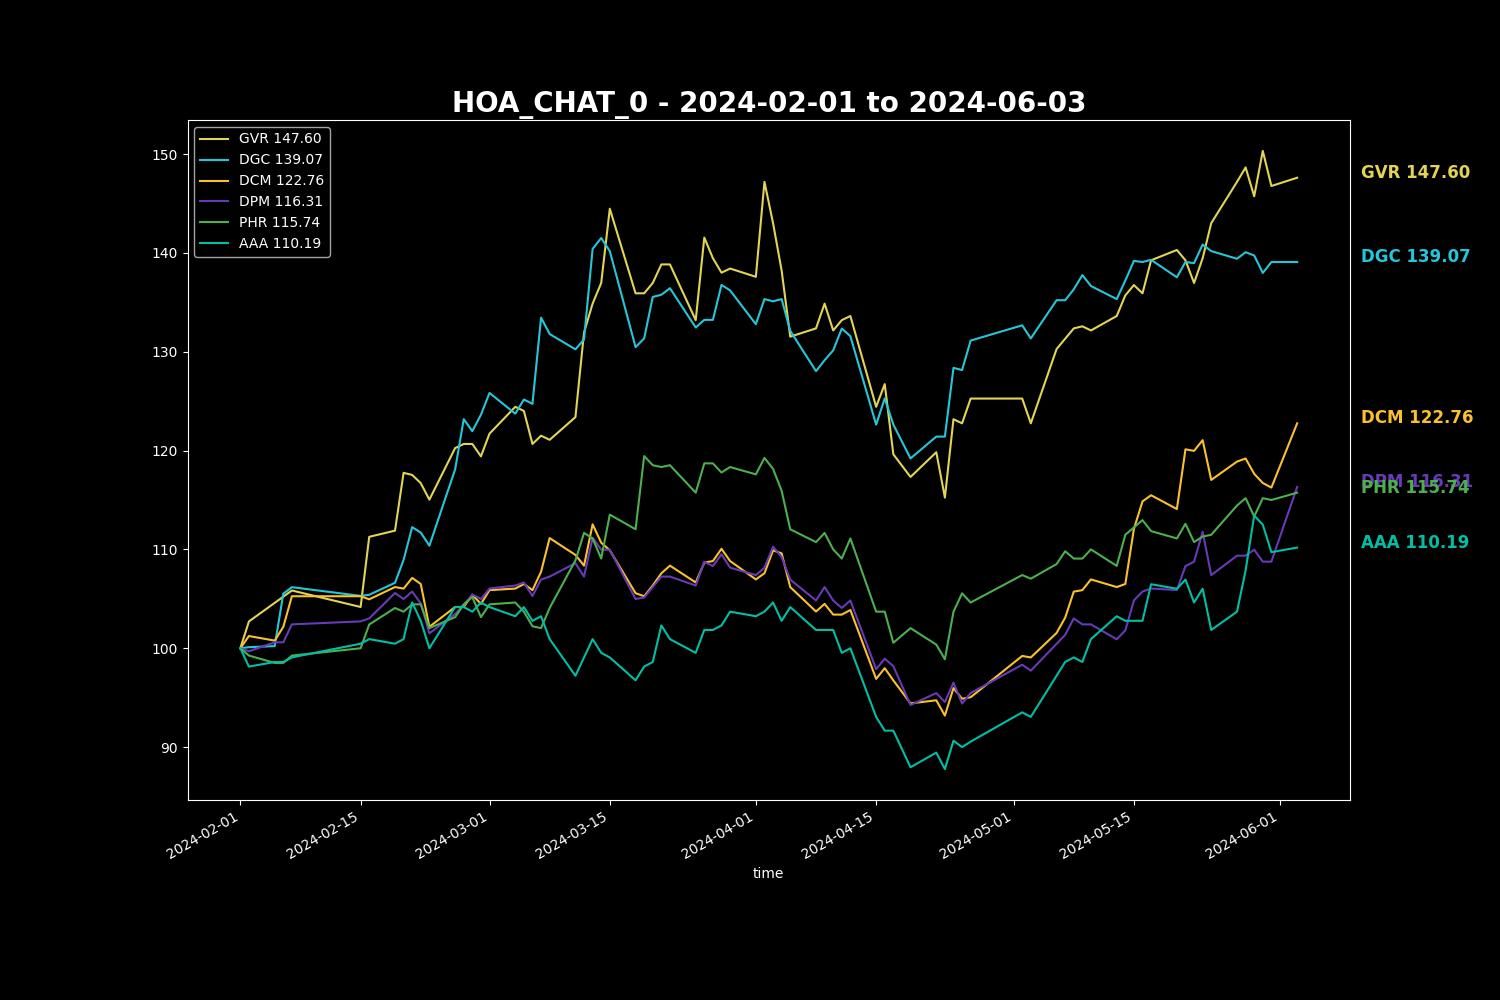 HOA_CHAT_0 - 2024-02-01 to 2024-06-03
GVR 147.60
DGC 139.07
DCM 122.76
DPM 116.31
PHR 115.74
AAA 110.19
150
140
130
120
110
100
90
GVR 147.60
DGC 139.07
DCM 122.76
DPM 116.31
PHR 115.74
AAA 110.19
2024-02-01
2024-02-15
2024-03-01
2024-03-15
2024-04-01
2024-04-15
2024-05-01
2024-05-15
2024-06-01
time